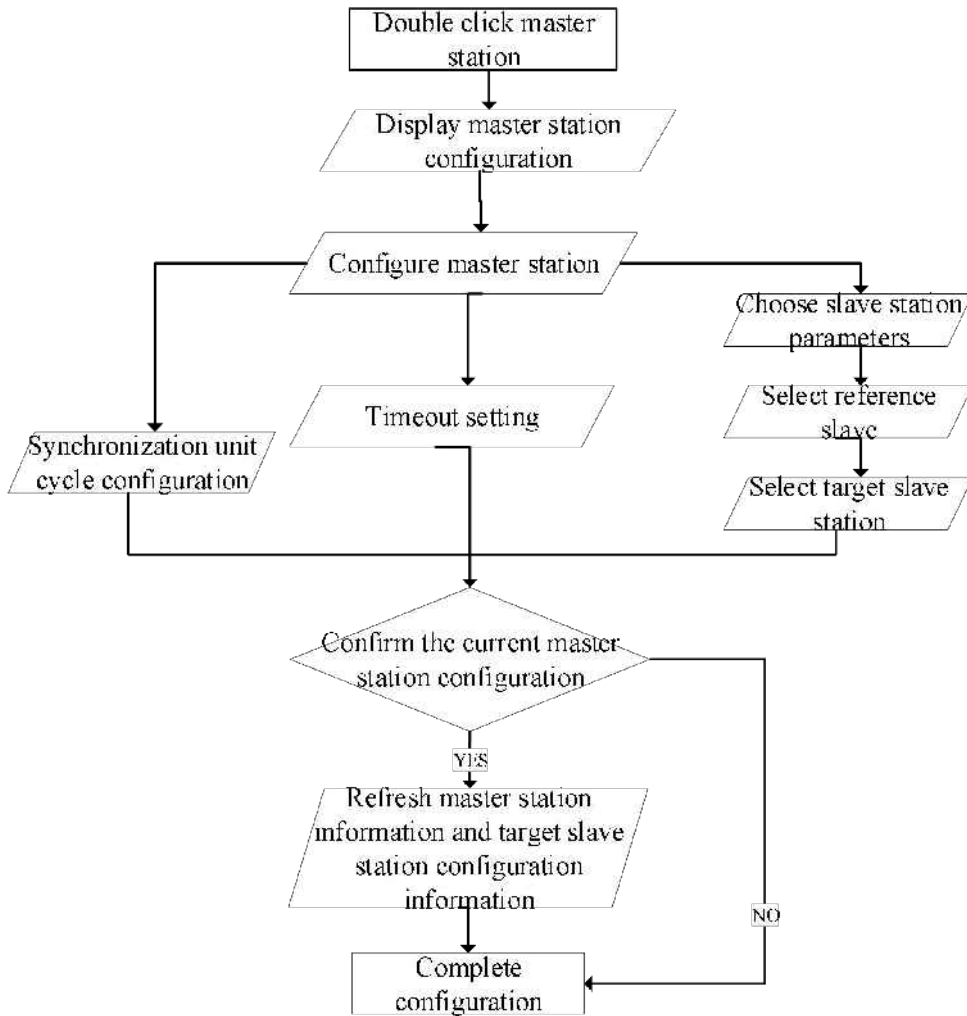 Double click master
station
Display master station
configuration
Configure master station
Choose slave station
parameters
Select reference
slave
Timeout setting
Synchronization unit
cycle configuration
Select target slave
station
Confirm the current master
station configuration
YES
Refresh master station
information and target slave
station configuration
information
NO
Complete
configuration